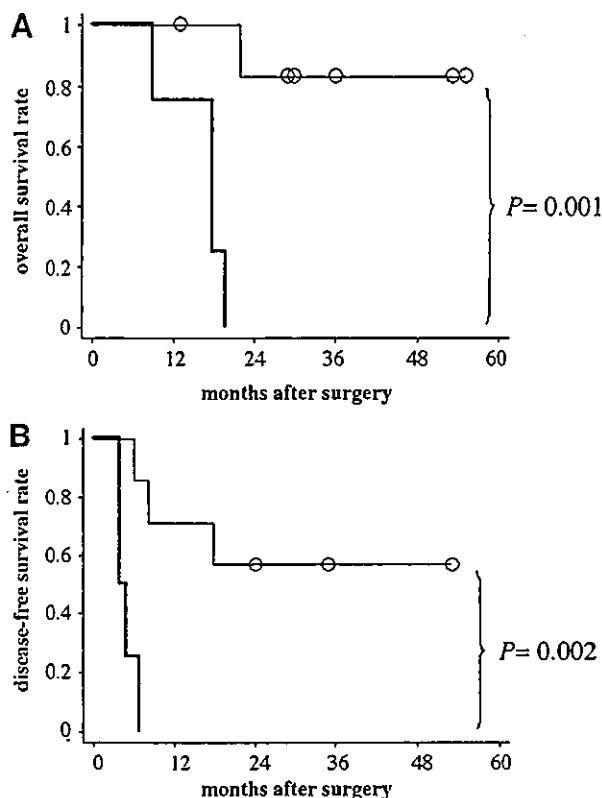 A
overall survival rate
1
0.8
0.6
0.4
0.2
0
P= 0.001
0 12 24 36 48 60
months after surgery
B
disease-free survival rate
1
0.8
0.6
0.4
0.2
0
P= 0.002
0 12 24 36 48 60
months after surgery